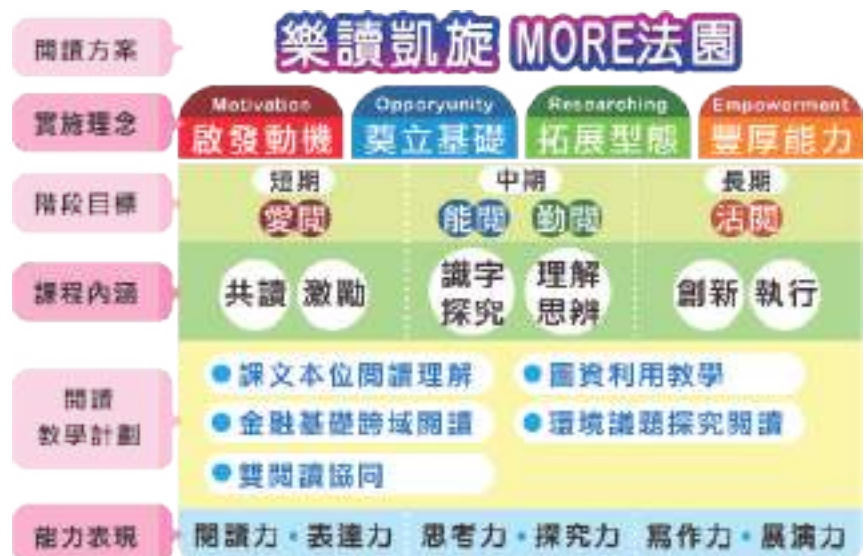 閱讀方案
樂讀凱旋 MORE法園
實施理念
Motivation
Opporyunity
Researching
Empowerment
啟發動機
奠立基礎
拓展型態
豐厚能力
階段目標
短期
中期
長期
愛閱
能閱 勤閱
活閱
課程內涵
共讀 激勵
識字
探究
理解
思辨
創新 執行
閱讀
教學計劃
●課文本位閱讀理解
●圖資利用教學
●金融基礎跨域閱讀
●環境議題探究閱讀
●雙閱讀協同
能力表現
閱讀力・表達力 思考力・探究力 寫作力・展演力